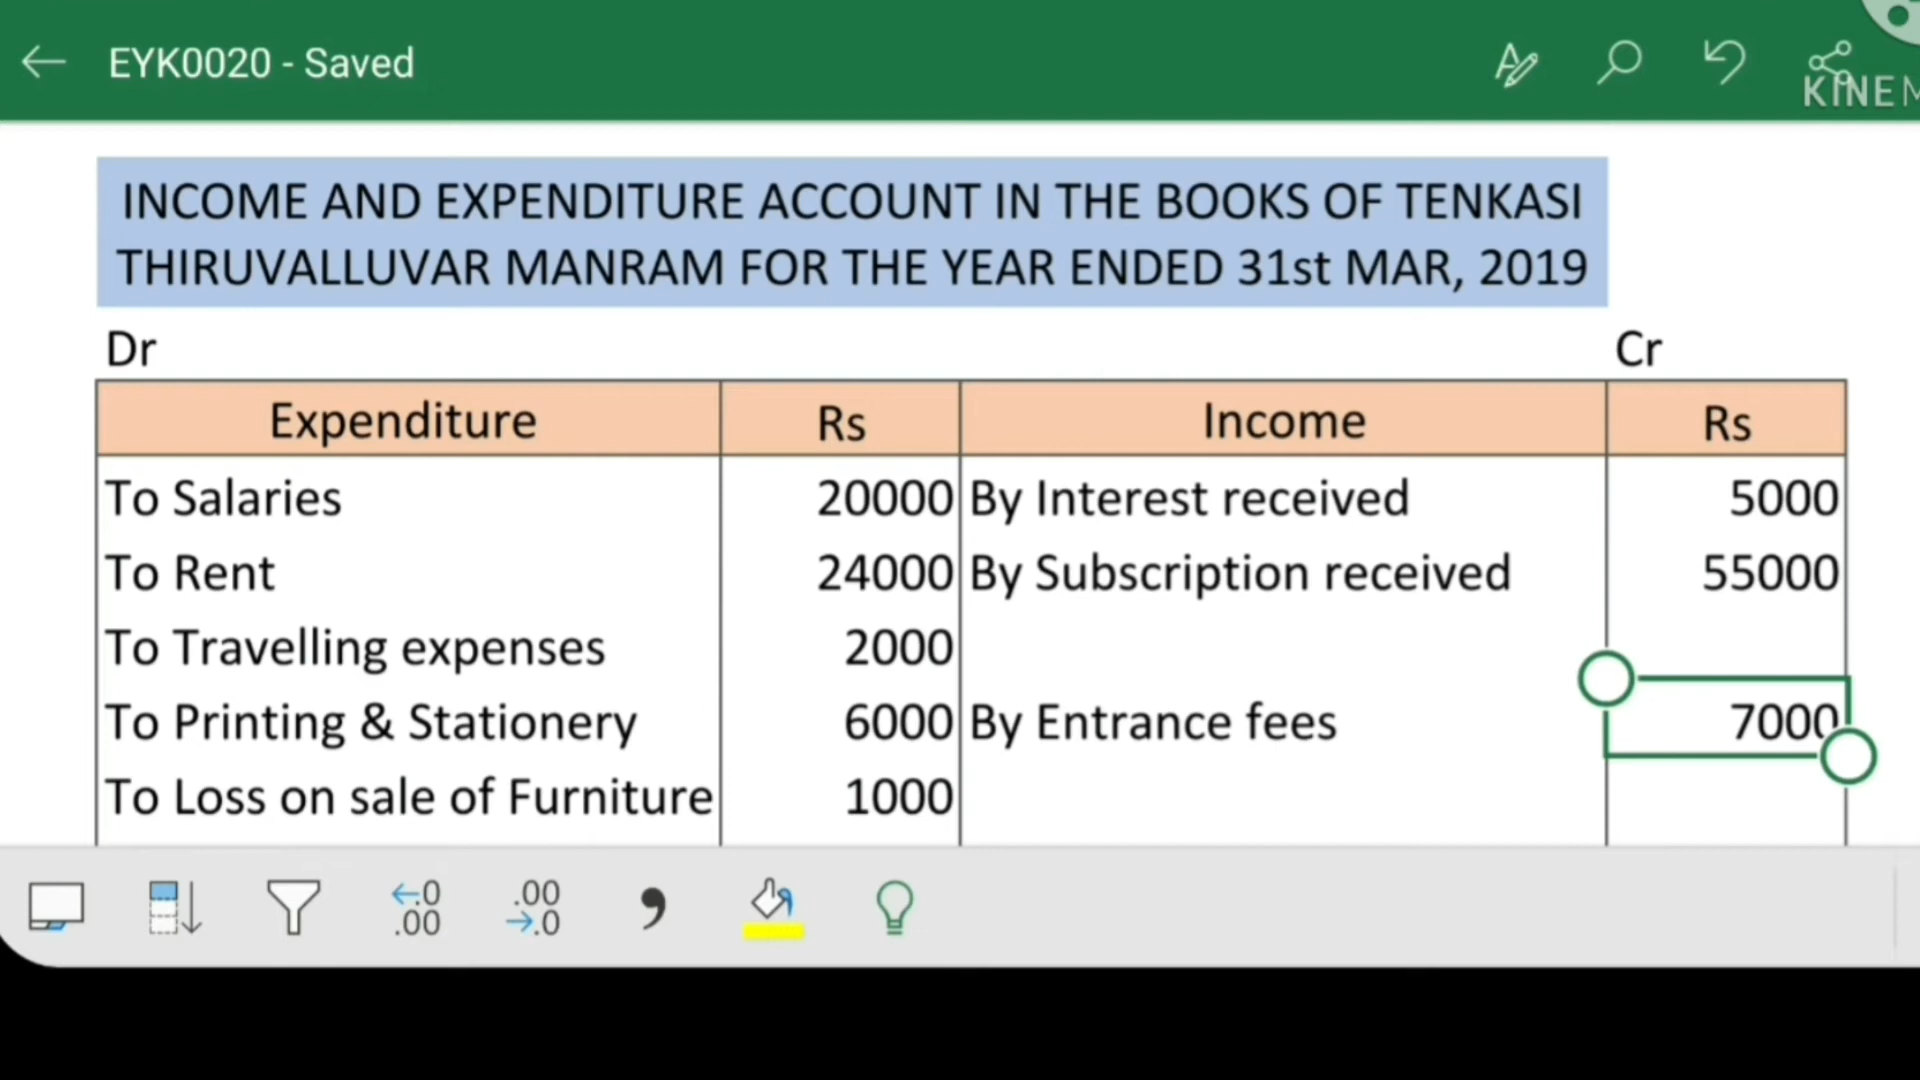 EYK0020 - Saved
KINEM
INCOME AND EXPENDITURE ACCOUNT IN THE BOOKS OF TENKASI
THIRUVALLUVAR MANRAM FOR THE YEAR ENDED 31st MAR, 2019
Dr Cr
Expenditure Rs Income Rs
To Salaries 20000 By Interest received 5000
To Rent 24000 By Subscription received 55000
To Travelling expenses 2000
To Printing & Stationery 6000 By Entrance fees 7000
To Loss on sale of Furniture 1000
←.0 .00
.00 →.0